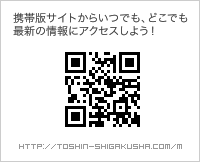 携帯版サイトからいつでも、どこでも
最新の情報にアクセスしよう！
HTTP://TOSHIN-SHIGAKUSHA.COM/M